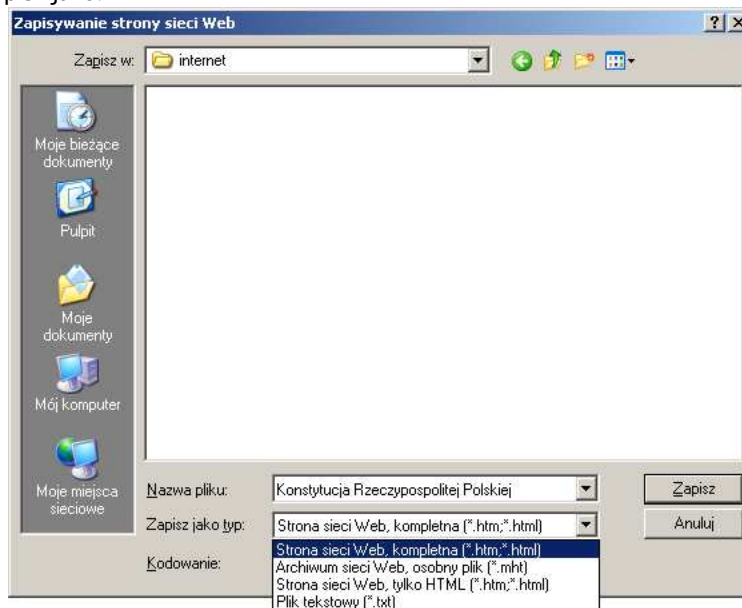 Zapisywanie strony sieci Web
Zapisz w:
internet
Moje bieżące
dokumenty
Pulpit
Moje
dokumenty
Mój komputer
Moje miejsca
sieciowe
Nazwa pliku:
Konstytucja Rzeczypospolitej Polskiej
Zapisz
Zapisz jako typ:
Strona sieci Web, kompletna (*.htm;*.html)
Anuluj
Kodowanie:
Strona sieci Web, kompletna (*.htm;*.html)
Archiwum sieci Web, osobny plik (*.mht)
Strona sieci Web, tylko HTML (*.htm;*.html)
Plik tekstowy (*.txt)